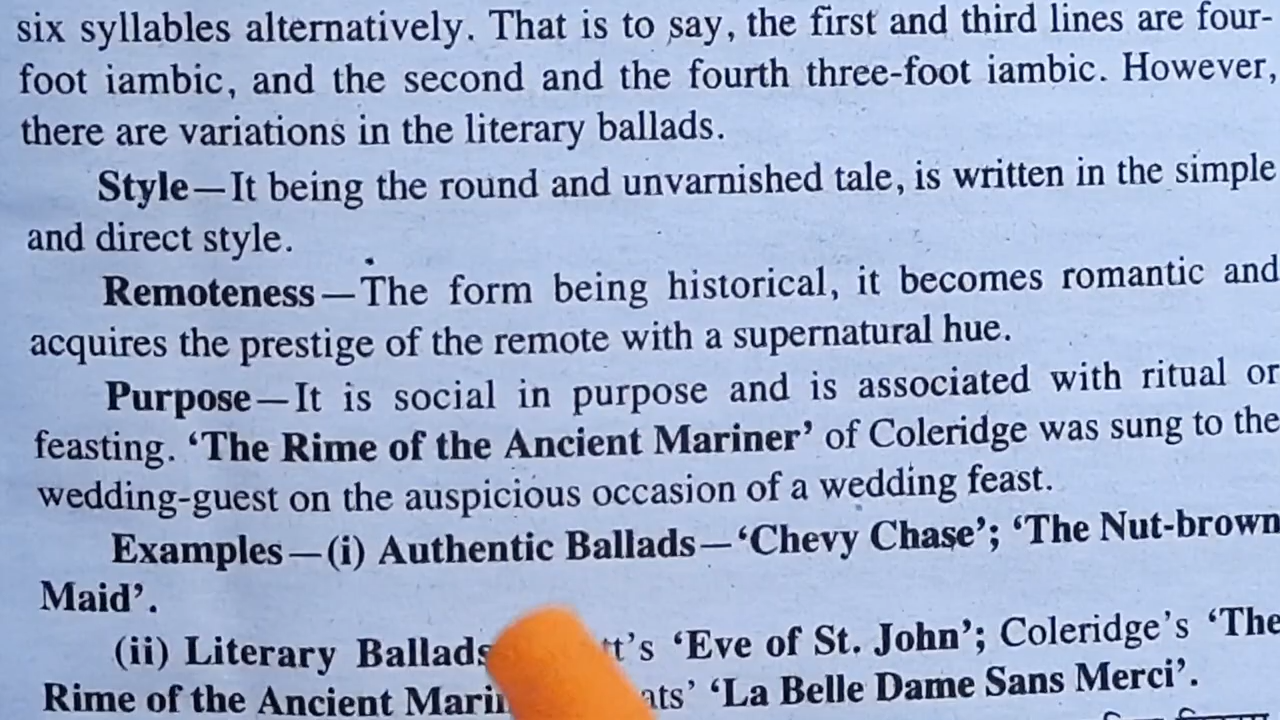 six syllables alternatively. That is to say, the first and third lines are four-
foot iambic, and the second and the fourth three-foot iambic. However,
there are variations in the literary ballads.
Style—It being the round and unvarnished tale, is written in the simple
and direct style.
Remoteness—The form being historical, it becomes romantic and
acquires the prestige of the remote with a supernatural hue.
Purpose—It is social in purpose and is associated with ritual or
feasting. ‘The Rime of the Ancient Mariner’ of Coleridge was sung to the
wedding-guest on the auspicious occasion of a wedding feast.
Examples—(i) Authentic Ballads—‘Chevy Chase’; ‘The Nut-brown
Maid’.
(ii) Literary Ballads ‘Eve of St. John’; Coleridge’s ‘The
Rime of the Ancient ‘La Belle Dame Sans Merci’.